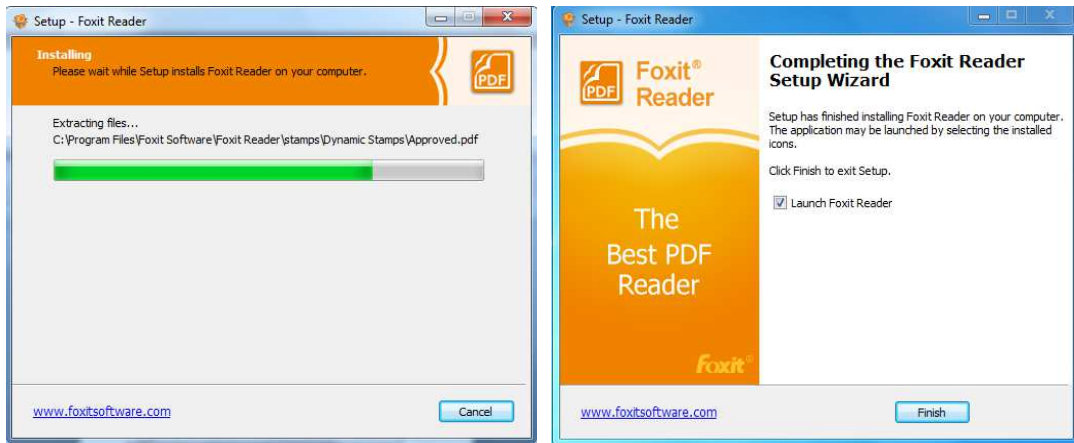 Setup - Foxit Reader
Installing
Please wait while Setup installs Foxit Reader on your computer.
PDF
Extracting files...
C:\Program Files\Foxit Software\Foxit Reader\stamps\Dynamic Stamps\Approved.pdf
www.foxitsoftware.com
Cancel
Setup - Foxit Reader
PDF
Foxit®
Reader
The
Best PDF
Reader
foxit®
Completing the Foxit Reader
Setup Wizard
Setup has finished installing Foxit Reader on your computer.
The application may be launched by selecting the installed
icons.
Click Finish to exit Setup.
Launch Foxit Reader
www.foxitsoftware.com
Finish